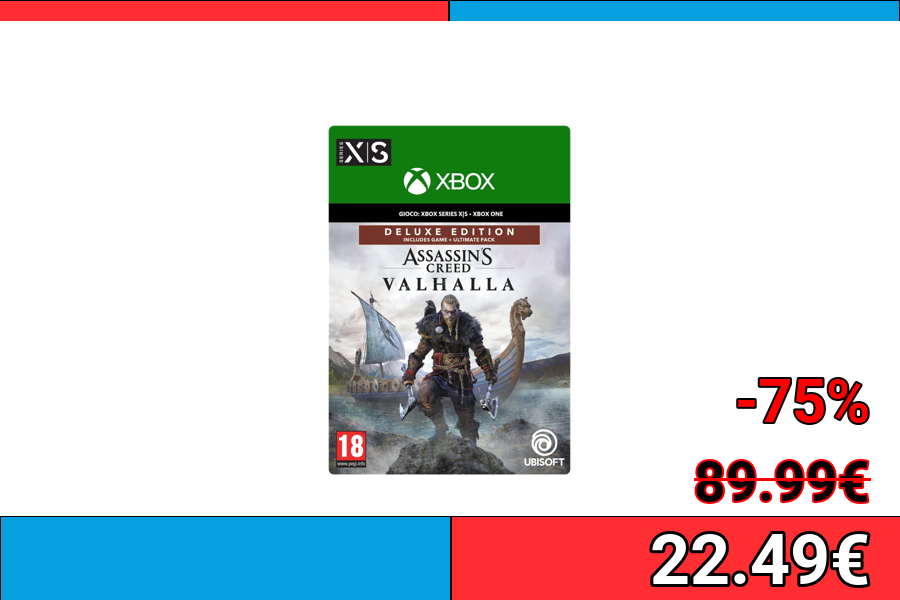 SERIES X|S
XBOX
GIOCO: XBOX SERIES X|S • XBOX ONE
DELUXE EDITION
INCLUDES GAME + ULTIMATE PACK
ASSASSIN'S
CREED
VALHALLA
18
www.pegi.info
UBISOFT
-75%
89.99€
22.49€